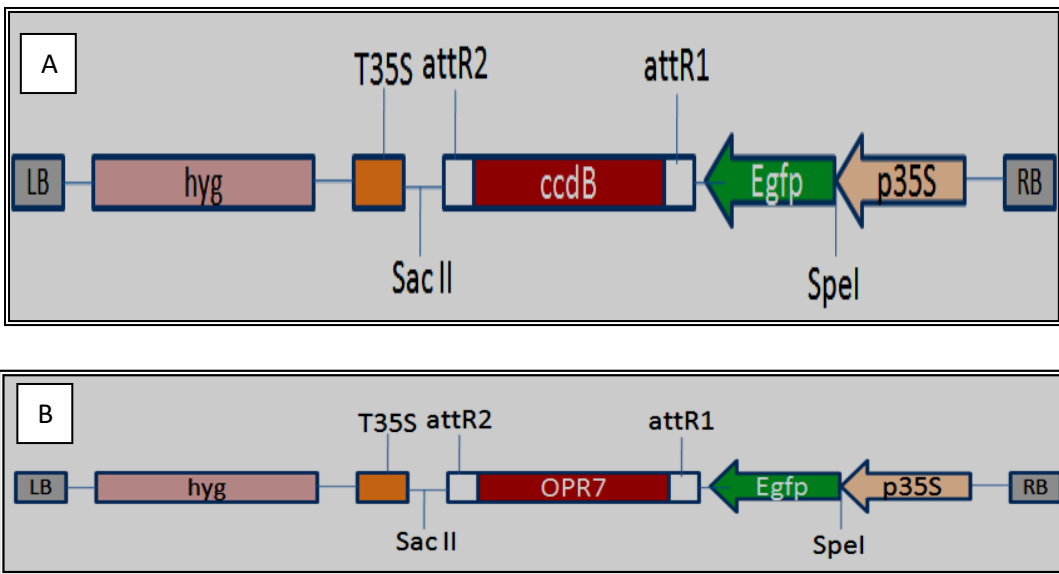 A
T35S attR2 attR1
LB hyg ccdB Egfp p35S RB
Sac II SpeI
B
T35S attR2 attR1
LB hyg OPR7 Egfp p35S RB
Sac II SpeI